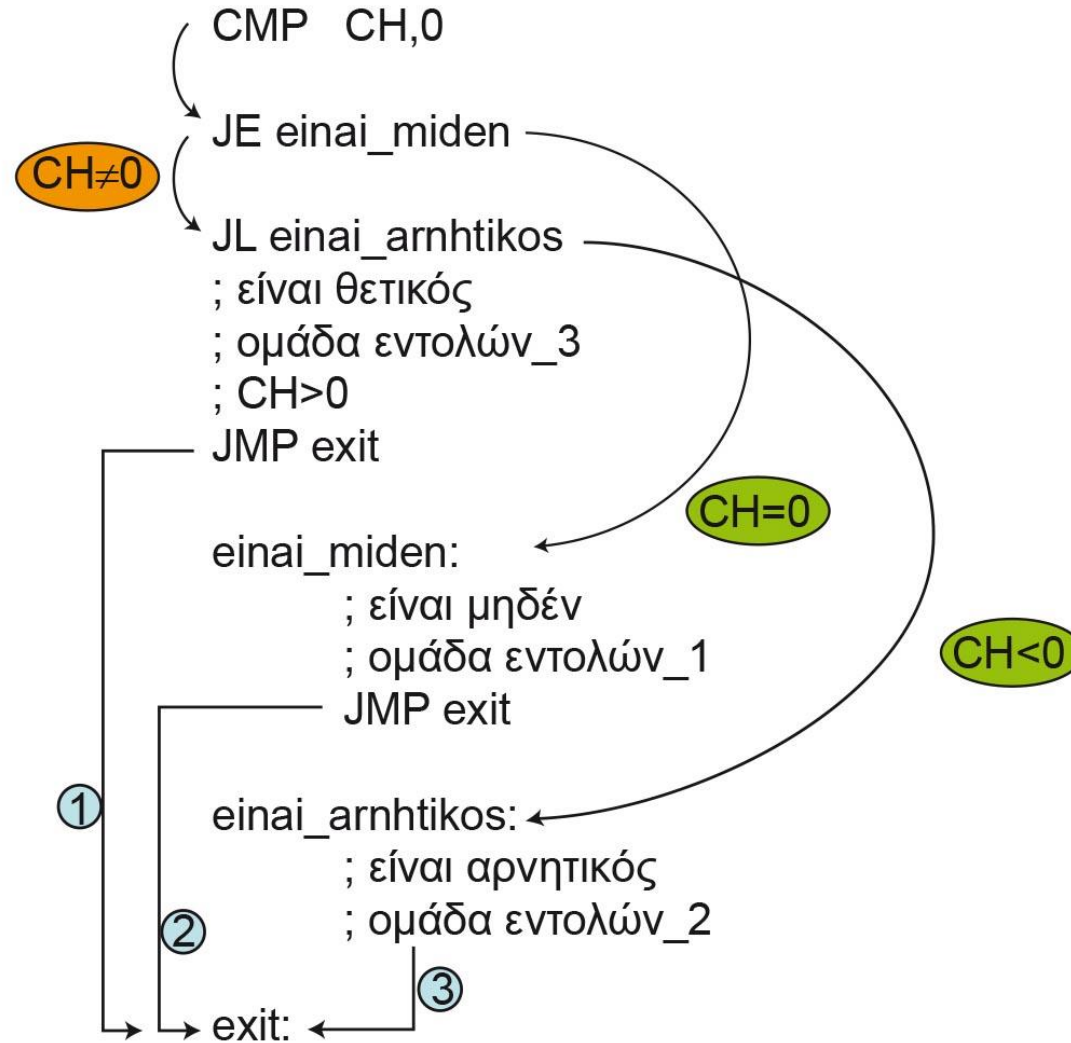 CMP CH,0
JE einai_miden
CH≠0
JL einai_arnhtikos
; είναι θετικός
; ομάδα εντολών_3
; CH>0
JMP exit
CH=0
einai_miden:
; είναι μηδέν
; ομάδα εντολών_1
CH<0
JMP exit
1
einai_arnhtikos:
; είναι αρνητικός
; ομάδα εντολών_2
2
3
exit: